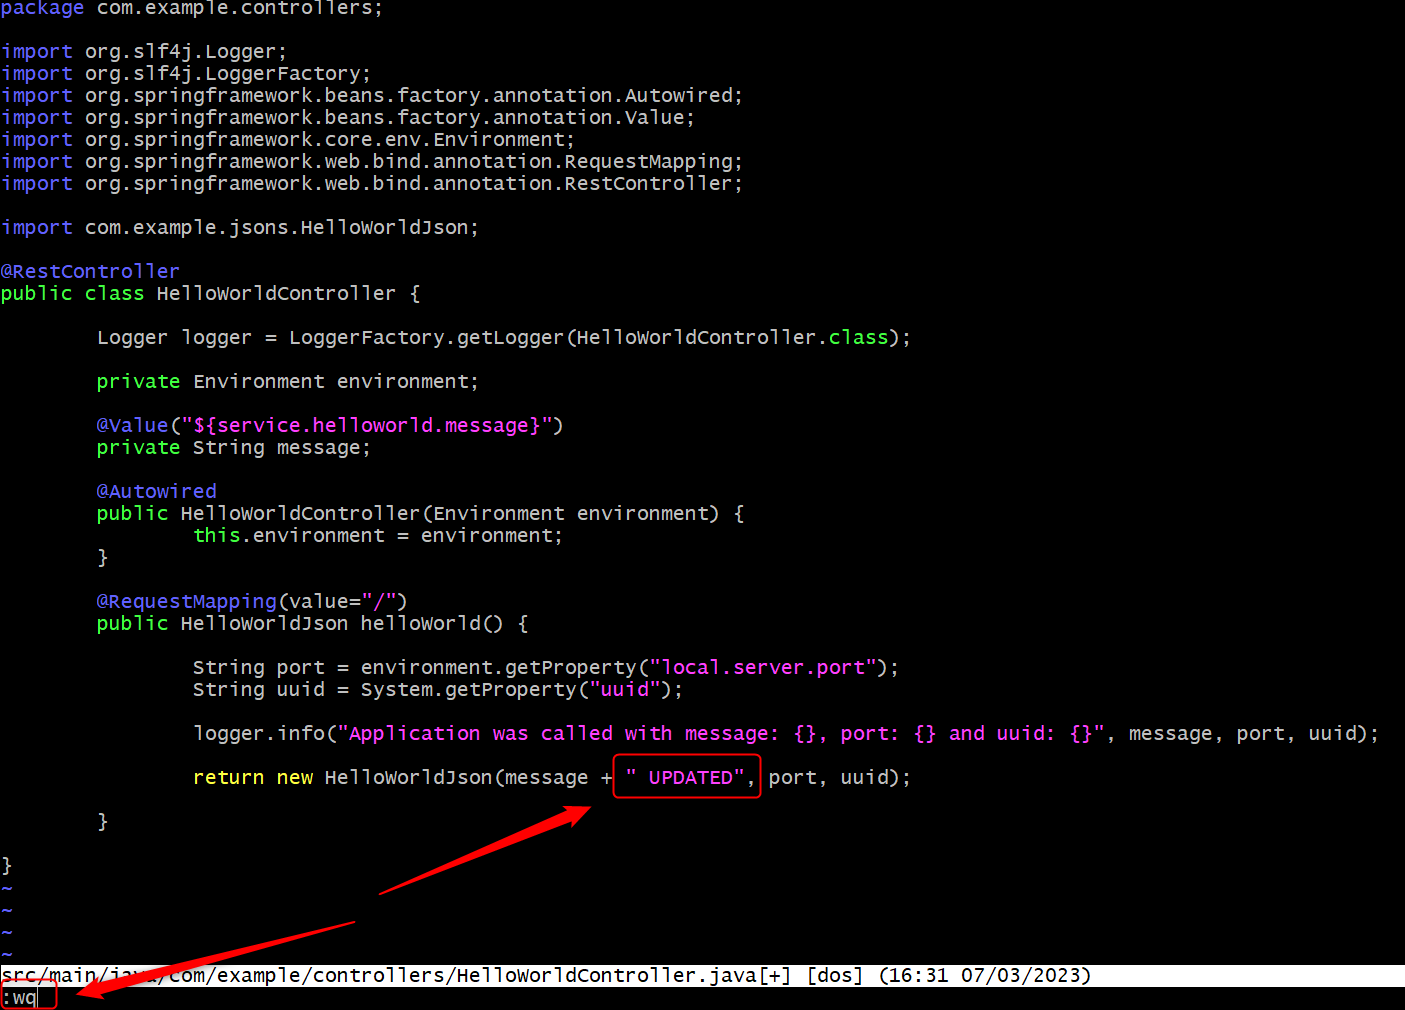 package com.example.controllers;
import org.slf4j.Logger;
import org.slf4j.LoggerFactory;
import org.springframework.beans.factory.annotation.Autowired;
import org.springframework.beans.factory.annotation.Value;
import org.springframework.core.env.Environment;
import org.springframework.web.bind.annotation.RequestMapping;
import org.springframework.web.bind.annotation.RestController;
import com.example.jsons.HelloWorldJson;
@RestController
public class HelloWorldController {
Logger logger = LoggerFactory.getLogger(HelloWorldController.class);
private Environment environment;
@Value("${service.helloworld.message}")
private String message;
@Autowired
public HelloWorldController(Environment environment) {
this.environment = environment;
}
@RequestMapping(value="/")
public HelloWorldJson helloWorld() {
String port = environment.getProperty("local.server.port");
String uuid = System.getProperty("uuid");
logger.info("Application was called with message: {}, port: {} and uuid: {}", message, port, uuid);
return new HelloWorldJson(message + " UPDATED", port, uuid);
}
}
~
~
~
~
src/main/java/com/example/controllers/HelloWorldController.java[+] [dos] (16:31 07/03/2023)
:wq